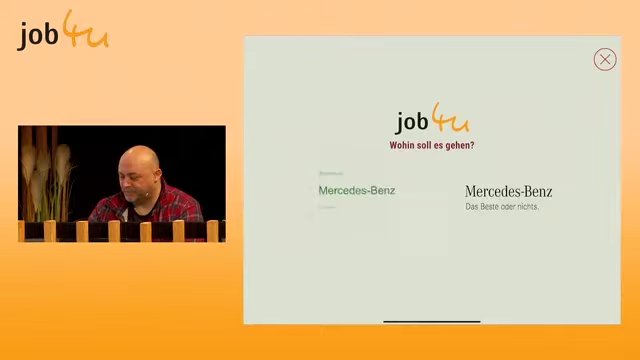 job4u
job4u
Wohin soll es gehen?
Mercedes-Benz
Mercedes-Benz
Das Beste oder nichts.